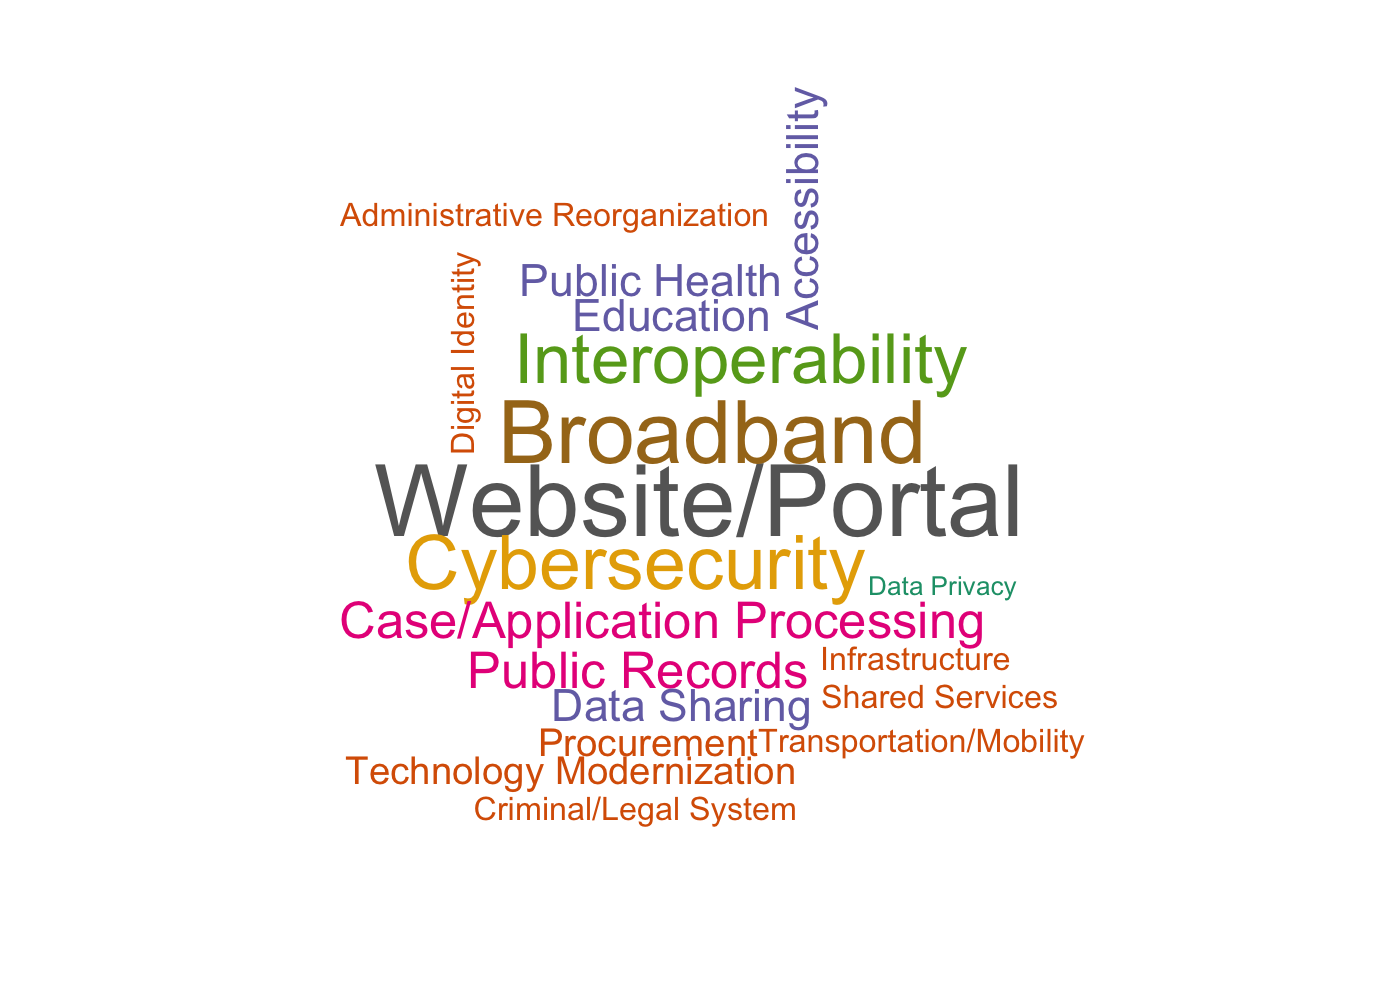 Accessibility
Administrative Reorganization
Digital Identity
Public Health
Education
Interoperability
Broadband
Website/Portal
Cybersecurity
Data Privacy
Case/Application Processing
Public Records
Infrastructure
Data Sharing
Shared Services
Procurement
Transportation/Mobility
Technology Modernization
Criminal/Legal System